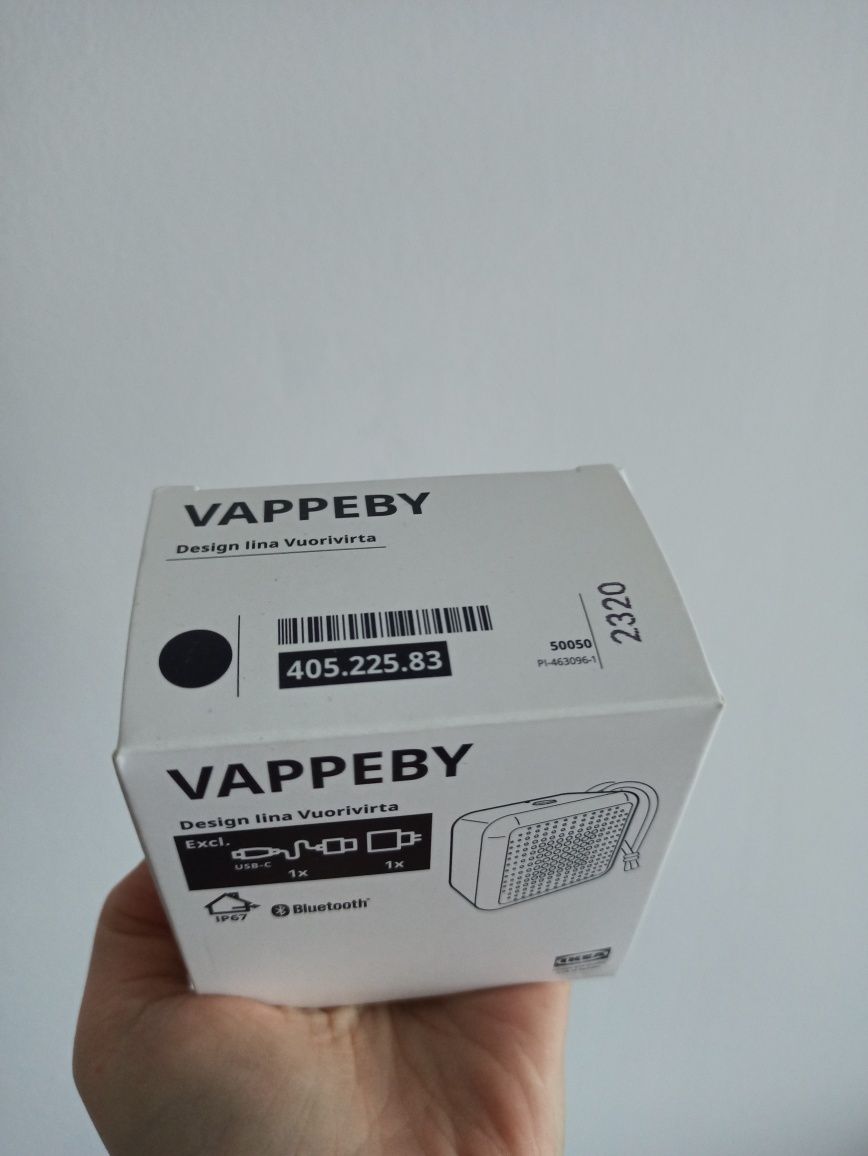 VAPPEBY
Design Iina Vuorivirta
405.225.83
50050
PI-463096-1
2320
VAPPEBY
Design Iina Vuorivirta
Excl.
USB-C
1x
1x
IP67
Bluetooth®
IKEA